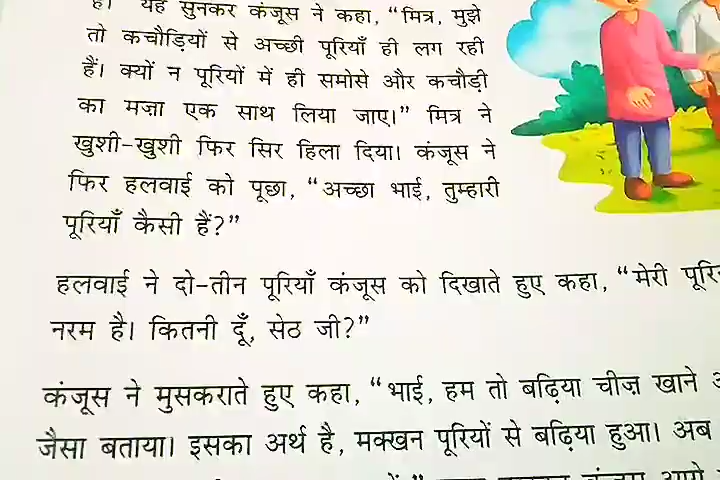 है। यह सुनकर कंजूस ने कहा, “मित्र, मुझे
तो कचौड़ियों से अच्छी पूरियाँ ही लग रही
हैं। क्यों न पूरियों में ही समोसे और कचौड़ी
का मज़ा एक साथ लिया जाए।” मित्र ने
खुशी-खुशी फिर सिर हिला दिया। कंजूस ने
फिर हलवाई को पूछा, “अच्छा भाई, तुम्हारी
पूरियाँ कैसी हैं?”
हलवाई ने दो-तीन पूरियाँ कंजूस को दिखाते हुए कहा, “मेरी
नरम है। कितनी दूँ, सेठ जी?”
कंजूस ने मुसकराते हुए कहा, “भाई, हम तो बढ़िया चीज़ खाने
जैसा बताया। इसका अर्थ है, मक्खन पूरियों से बढ़िया हुआ। अब